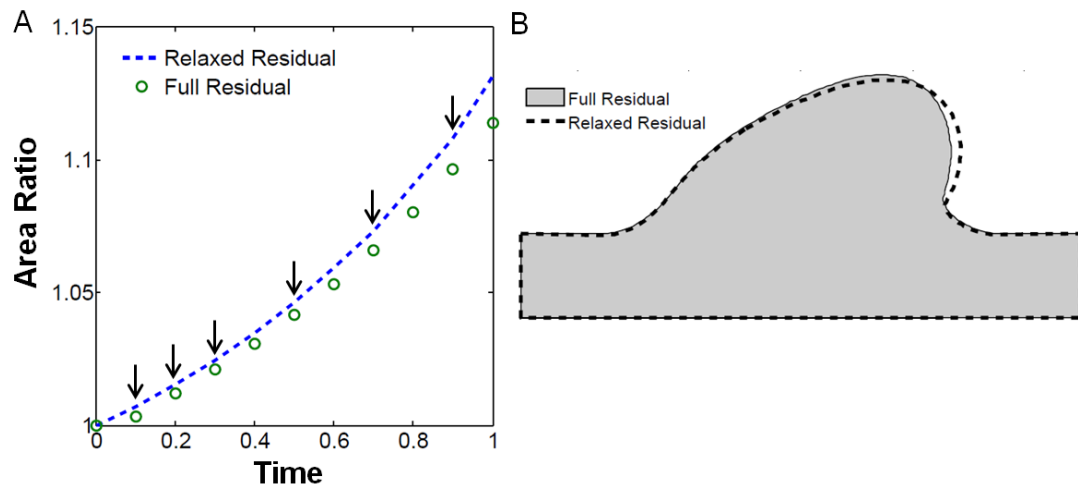 A
B
1.15
1.1
1.05
1
Area Ratio
Relaxed Residual
Full Residual
0
0.2
0.4
0.6
0.8
1
Time
Full Residual
Relaxed Residual